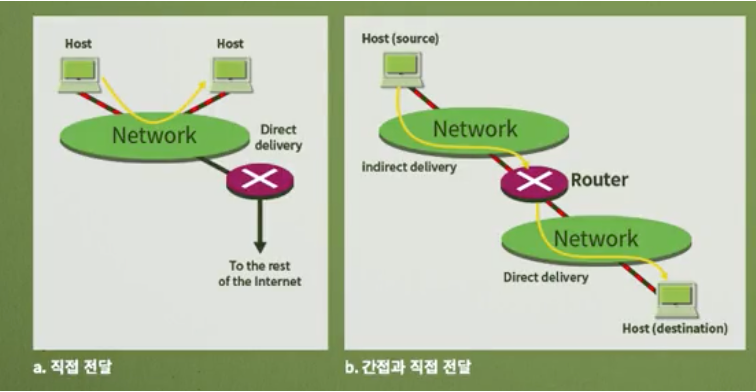 Host
Host
Network
Direct
delivery
To the rest
of the Internet
a. 직접 전달
Host (source)
Network
indirect delivery
Router
Network
Direct delivery
Host (destination)
b. 간접과 직접 전달